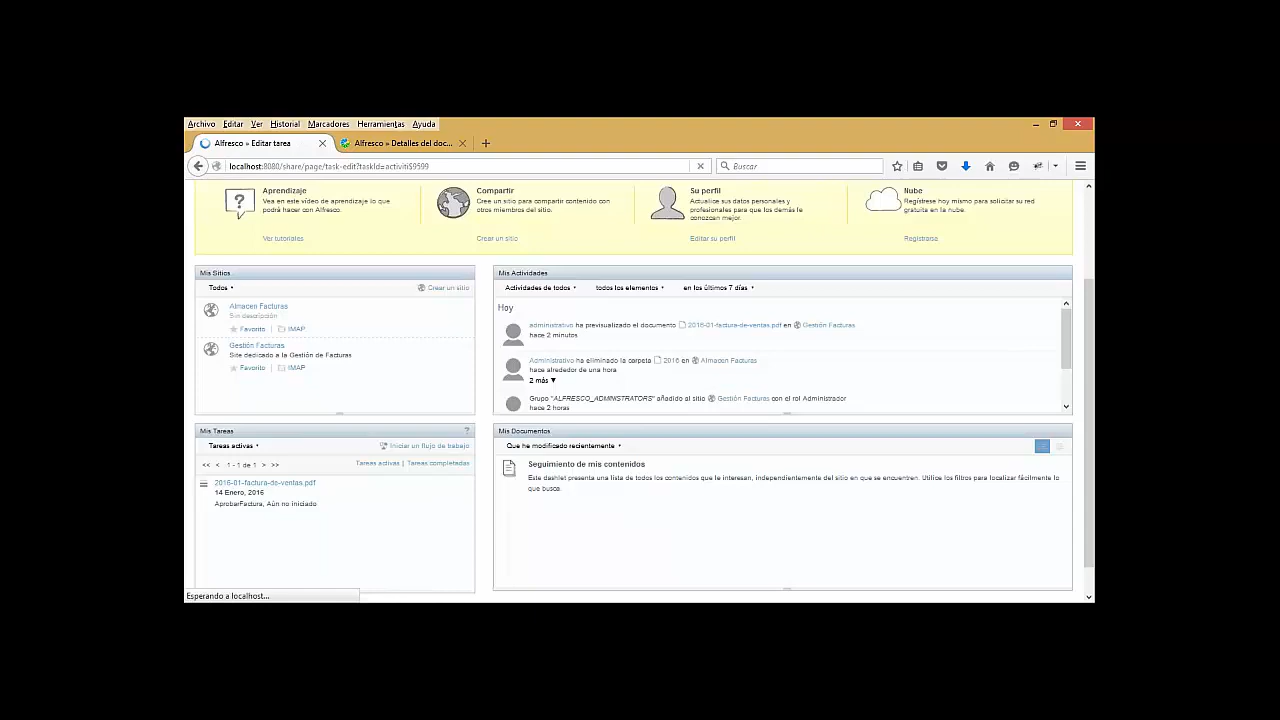 Archivo Editar Ver Historial Marcadores Herramientas Ayuda
Alfresco » Editar tarea
Alfresco » Detalles del doc...
localhost:8080/share/page/task-edit?taskId=activiti$9599
Buscar
Aprendizaje
Vea en este vídeo de aprendizaje lo que
podrá hacer con Alfresco.
Ver tutoriales
Compartir
Cree un sitio para compartir contenido con
otros miembros del sitio.
Crear un sitio
Su perfil
Actualice sus datos personales y
profesionales para que los demás le
conozcan mejor.
Editar su perfil
Nube
Regístrese hoy mismo para solicitar su red
gratuita en la nube.
Registrarse
Mis Sitios
Todos
Crear un sitio
Almacen Facturas
Sin descripción
Favorito | IMAP
Gestión Facturas
Site dedicado a la Gestión de Facturas
Favorito | IMAP
Mis Actividades
Actividades de todos todos los elementos en los últimos 7 días
Hoy
administrativo ha previsualizado el documento 2016-01-factura-de-ventas.pdf en Gestión Facturas
hace 2 minutos
Administrativo ha eliminado la carpeta 2016 en Almacen Facturas
hace alrededor de una hora
2 más ▼
Grupo "ALFRESCO_ADMINISTRATORS" añadido al sitio Gestión Facturas con el rol Administrador
hace 2 horas
Mis Tareas
Tareas activas
Iniciar un flujo de trabajo
<< < 1 - 1 de 1 > >>
Tareas activas | Tareas completadas
2016-01-factura-de-ventas.pdf
14 Enero, 2016
AprobarFactura, Aún no iniciado
Mis Documentos
Que he modificado recientemente
Seguimiento de mis contenidos
Este dashlet presenta una lista de todos los contenidos que le interesan, independientemente del sitio en que se encuentren. Utilice los filtros para localizar fácilmente lo
que busca.
Esperando a localhost...